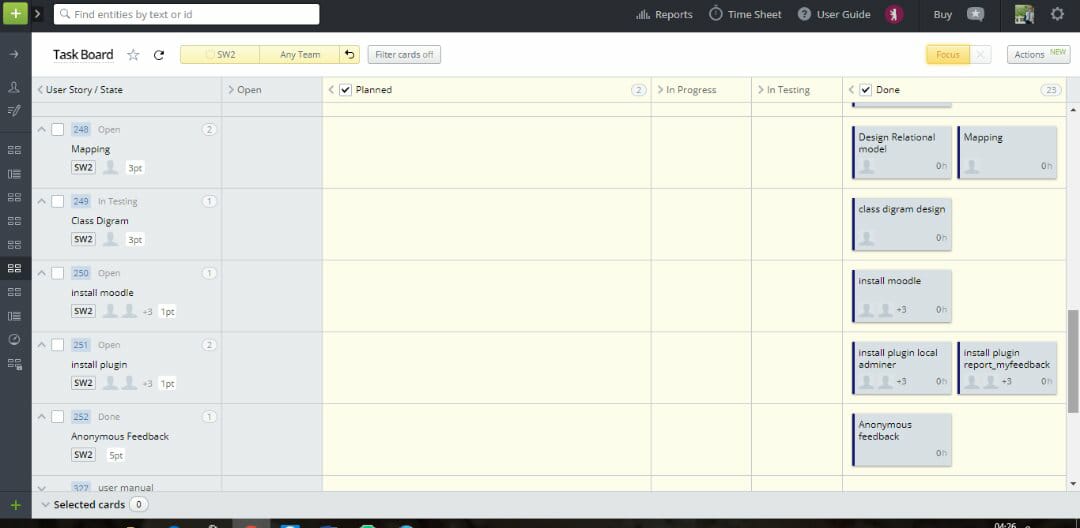 Find entities by text or id
Reports
Time Sheet
User Guide
Buy
Task Board
SW2
Any Team
Filter cards off
Focus
Actions NEW
User Story / State
Open
Planned
2
In Progress
In Testing
Done
23
248 Open 2
Mapping
SW2 3pt
Design Relational
model
0h
Mapping
0h
249 In Testing 1
Class Digram
SW2 3pt
class digram design
0h
250 Open 1
install moodle
SW2 +3 1pt
install moodle
+3 0h
251 Open 2
install plugin
SW2 +3 1pt
install plugin local
adminer
+3 0h
install plugin
report_myfeedback
+3 0h
252 Done 1
Anonymous Feedback
SW2 5pt
Anonymous
feedback
0h
327 user manual
Selected cards 0
04:26